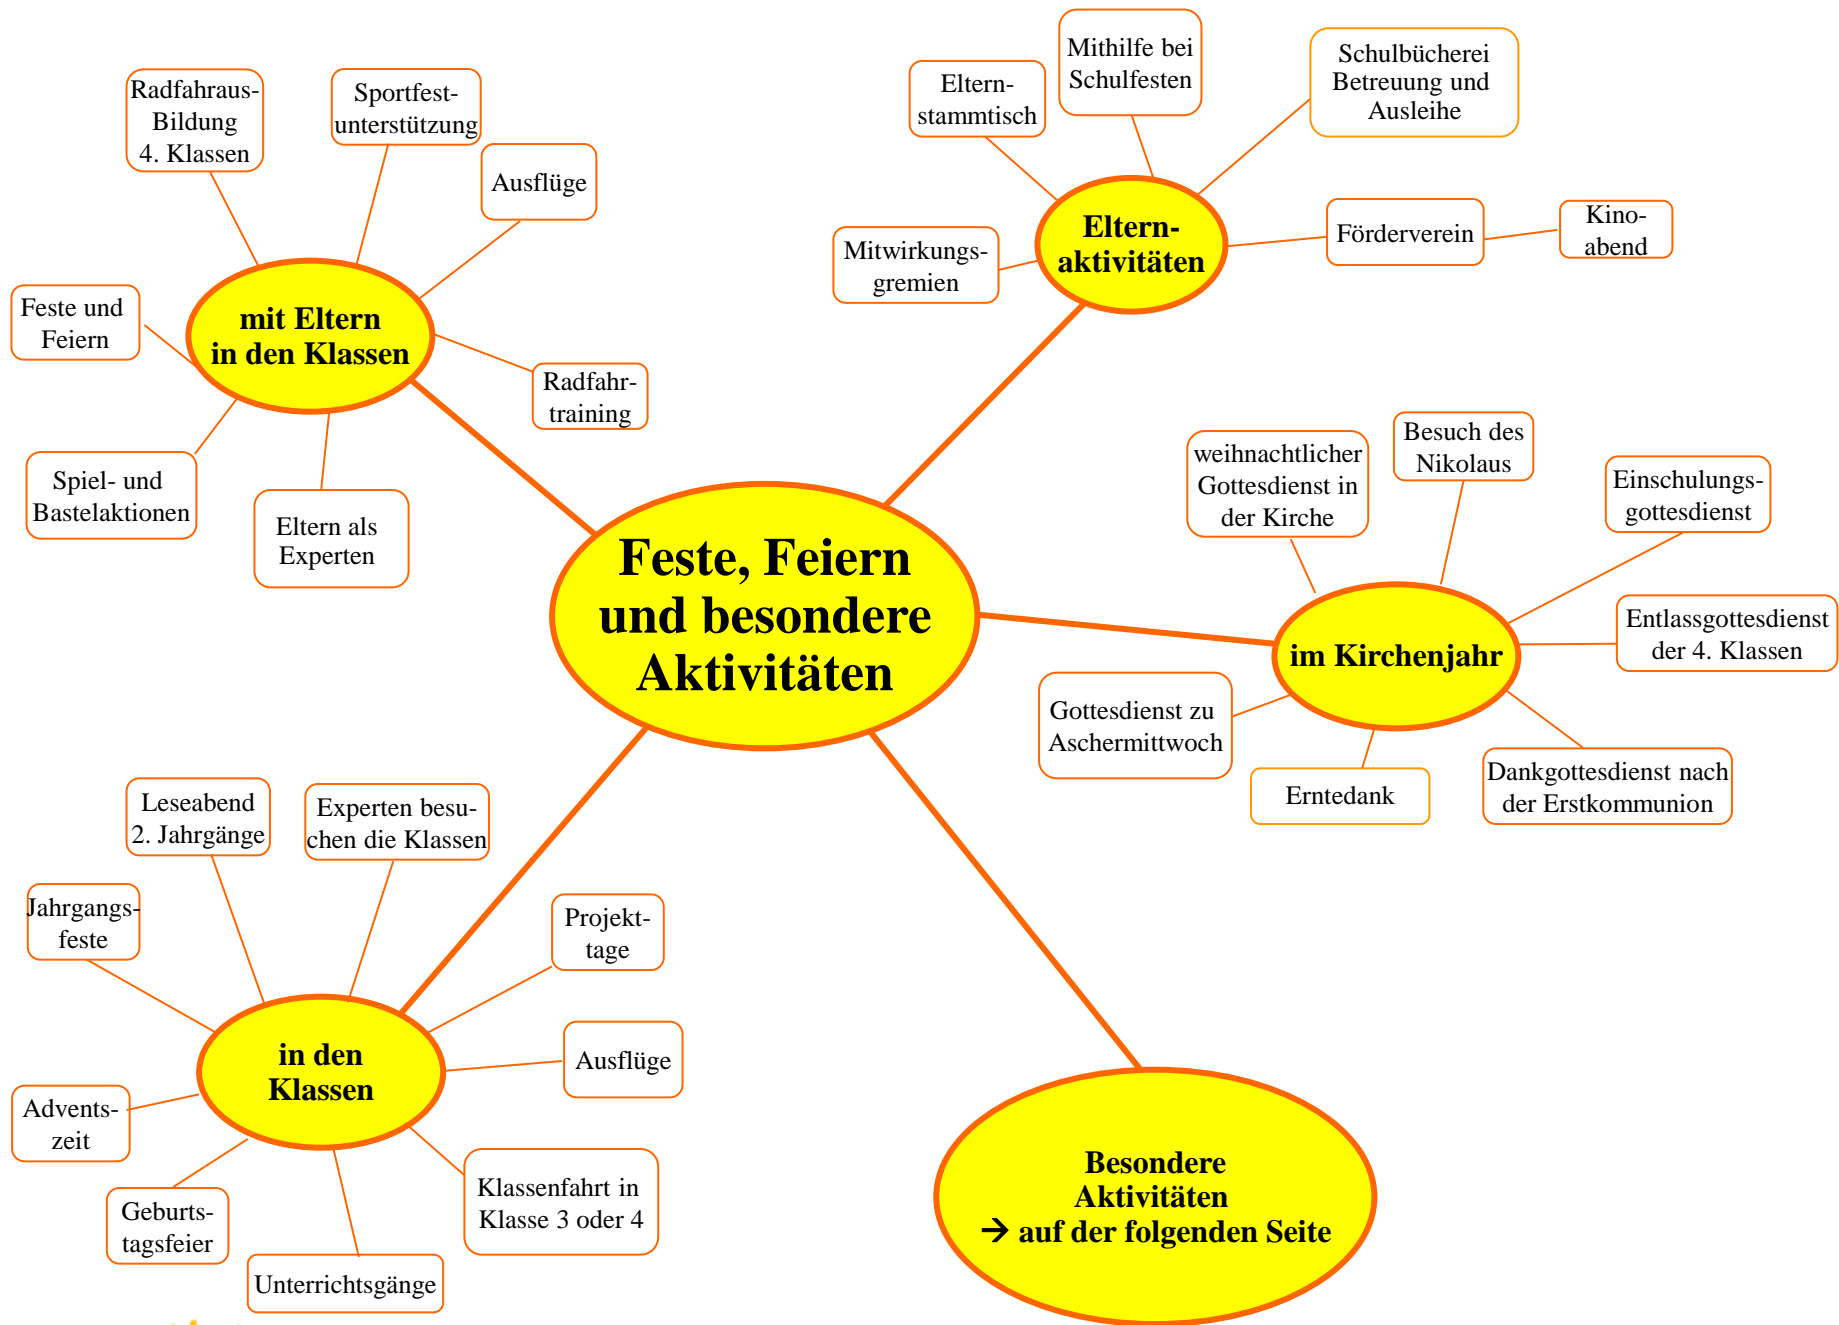 Radfahraus-
Bildung
4. Klassen
Sportfest-
unterstützung
Ausflüge
Feste und
Feiern
mit Eltern
in den Klassen
Radfahr-
training
Spiel- und
Bastelaktionen
Eltern als
Experten
Eltern-
stammtisch
Mithilfe bei
Schulfesten
Schulbücherei
Betreuung und
Ausleihe
Eltern-
aktivitäten
Mitwirkungs-
gremien
Förderverein
Kino-
abend
Feste, Feiern
und besondere
Aktivitäten
weihnachtlicher
Gottesdienst in
der Kirche
Besuch des
Nikolaus
Einschulungs-
gottesdienst
im Kirchenjahr
Entlassgottesdienst
der 4. Klassen
Gottesdienst zu
Aschermittwoch
Erntedank
Dankgottesdienst nach
der Erstkommunion
Leseabend
2. Jahrgänge
Experten besu-
chen die Klassen
Jahrgangs-
feste
Projekt-
tage
in den
Klassen
Ausflüge
Advents-
zeit
Geburts-
tagsfeier
Unterrichtsgänge
Klassenfahrt in
Klasse 3 oder 4
Besondere
Aktivitäten
→ auf der folgenden Seite